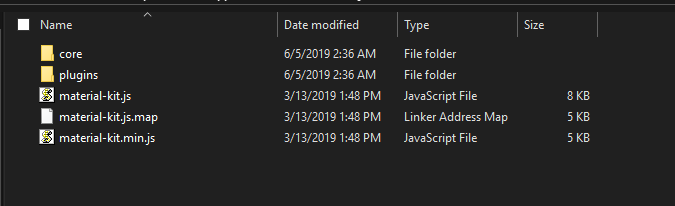 Name Date modified Type Size
core 6/5/2019 2:36 AM File folder
plugins 6/5/2019 2:36 AM File folder
material-kit.js 3/13/2019 1:48 PM JavaScript File 8 KB
material-kit.js.map 3/13/2019 1:48 PM Linker Address Map 5 KB
material-kit.min.js 3/13/2019 1:48 PM JavaScript File 5 KB